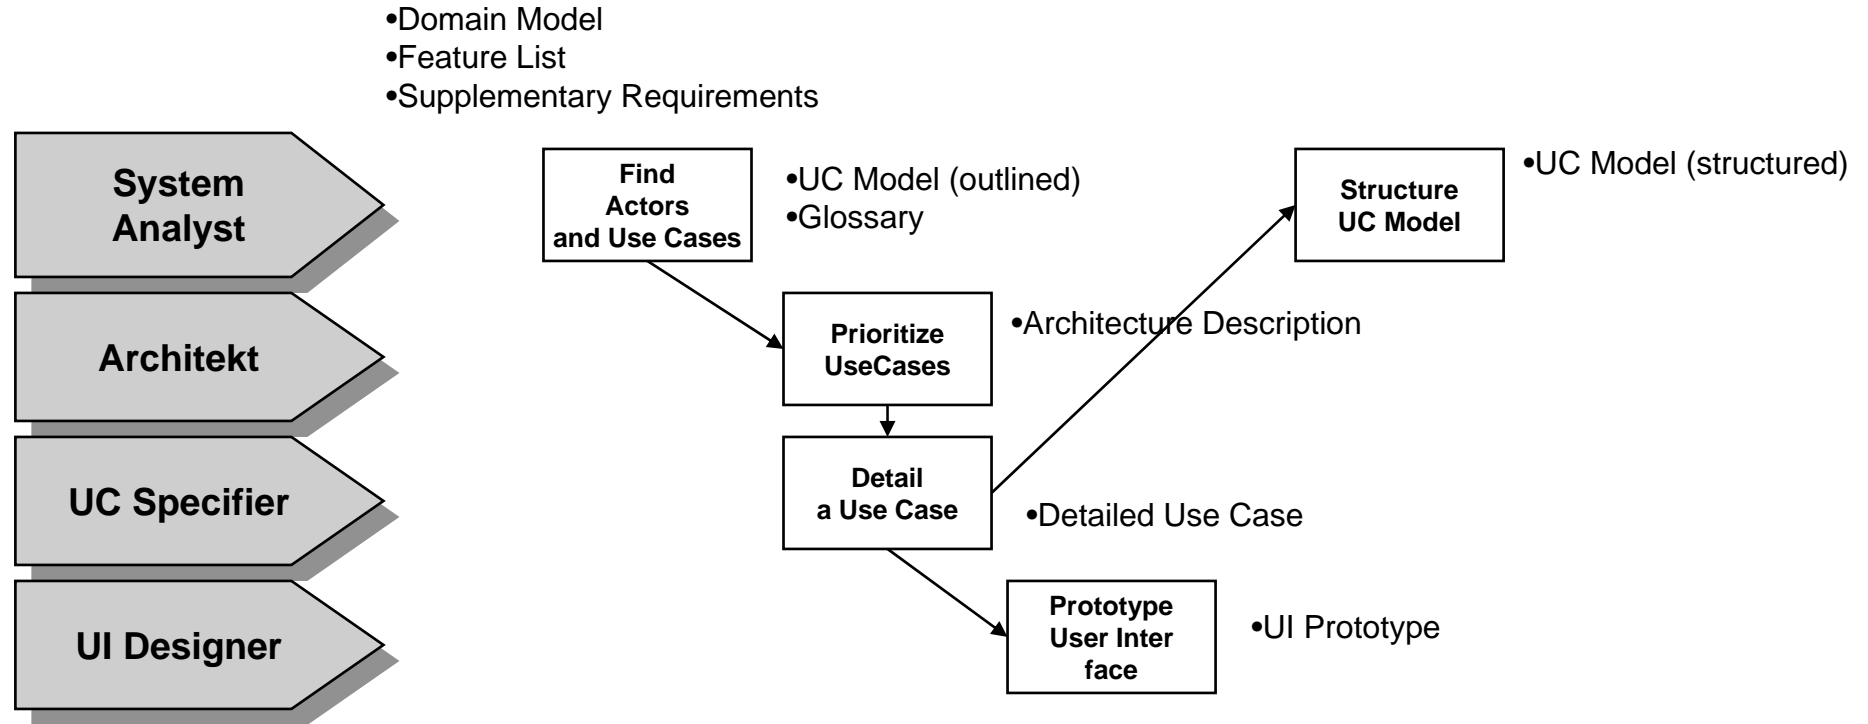 •Domain Model
•Feature List
•Supplementary Requirements
System
Analyst
Find
Actors
and Use Cases
•UC Model (outlined)
•Glossary
Structure
UC Model
•UC Model (structured)
Architekt
Prioritize
UseCases
•Architecture Description
UC Specifier
Detail
a Use Case
•Detailed Use Case
UI Designer
Prototype
User Inter
face
•UI Prototype